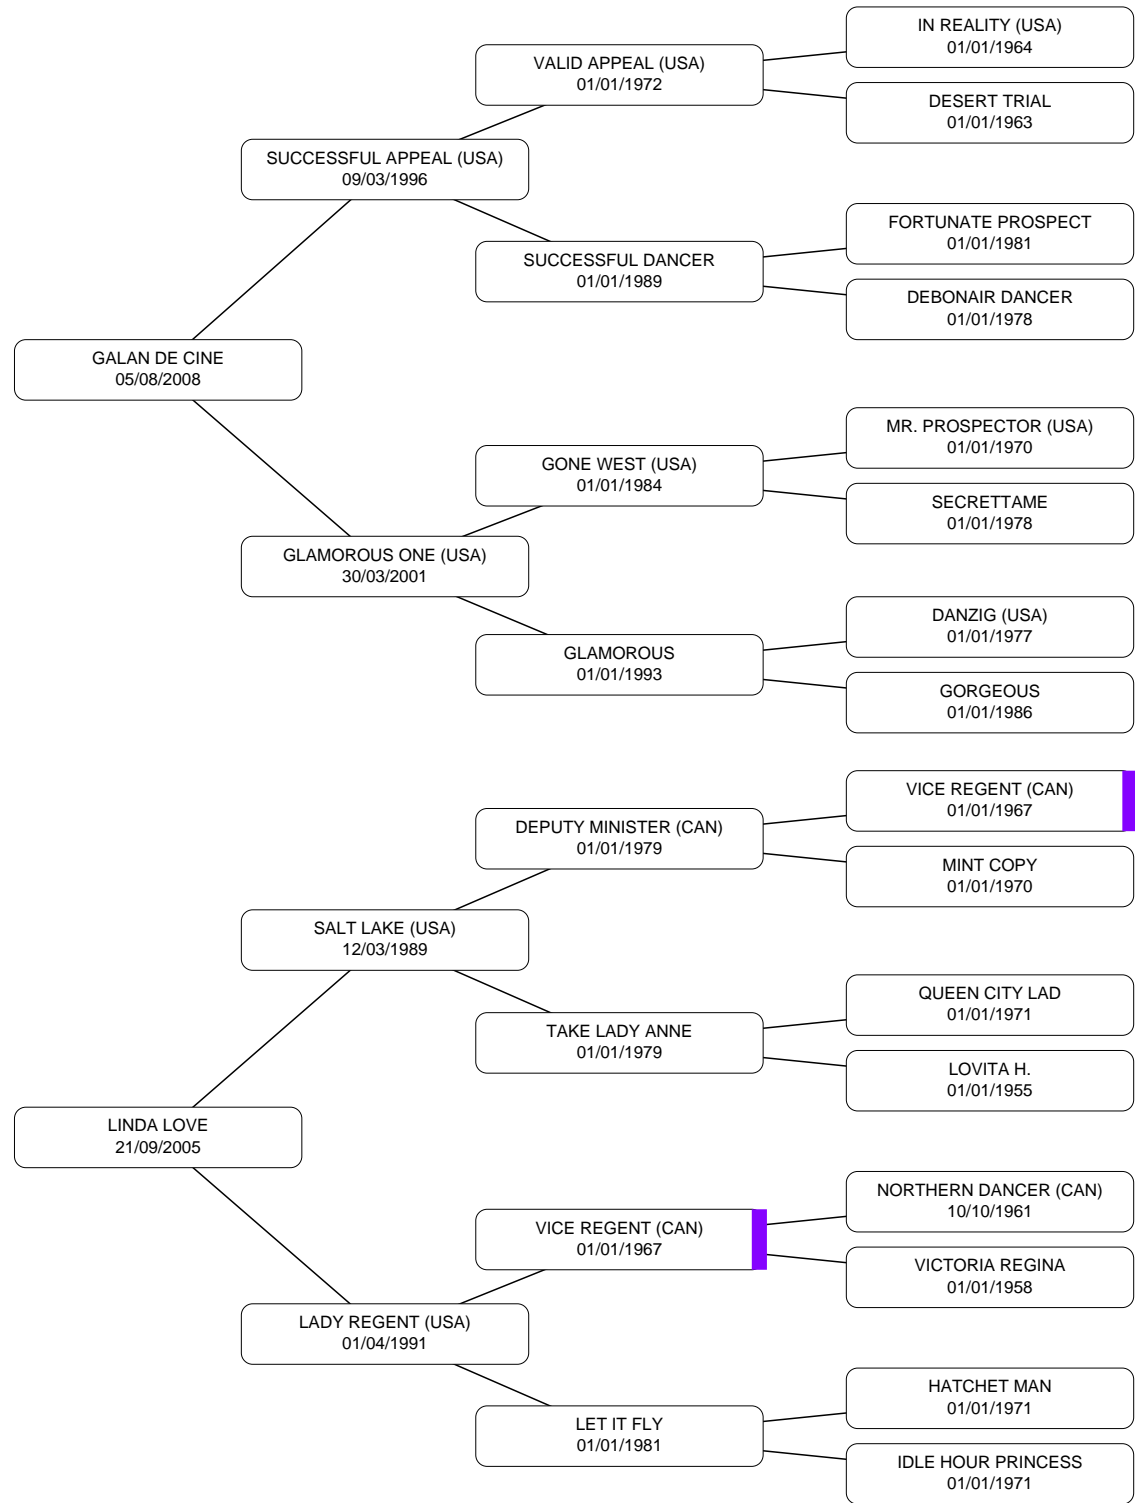 IN REALITY (USA)
01/01/1964
VALID APPEAL (USA)
01/01/1972
DESERT TRIAL
01/01/1963
SUCCESSFUL APPEAL (USA)
09/03/1996
FORTUNATE PROSPECT
01/01/1981
SUCCESSFUL DANCER
01/01/1989
DEBONAIR DANCER
01/01/1978
GALAN DE CINE
05/08/2008
MR. PROSPECTOR (USA)
01/01/1970
GONE WEST (USA)
01/01/1984
SECRETTAME
01/01/1978
GLAMOROUS ONE (USA)
30/03/2001
DANZIG (USA)
01/01/1977
GLAMOROUS
01/01/1993
GORGEOUS
01/01/1986
VICE REGENT (CAN)
01/01/1967
DEPUTY MINISTER (CAN)
01/01/1979
MINT COPY
01/01/1970
SALT LAKE (USA)
12/03/1989
QUEEN CITY LAD
01/01/1971
TAKE LADY ANNE
01/01/1979
LOVITA H.
01/01/1955
LINDA LOVE
21/09/2005
NORTHERN DANCER (CAN)
10/10/1961
VICE REGENT (CAN)
01/01/1967
VICTORIA REGINA
01/01/1958
LADY REGENT (USA)
01/04/1991
HATCHET MAN
01/01/1971
LET IT FLY
01/01/1981
IDLE HOUR PRINCESS
01/01/1971